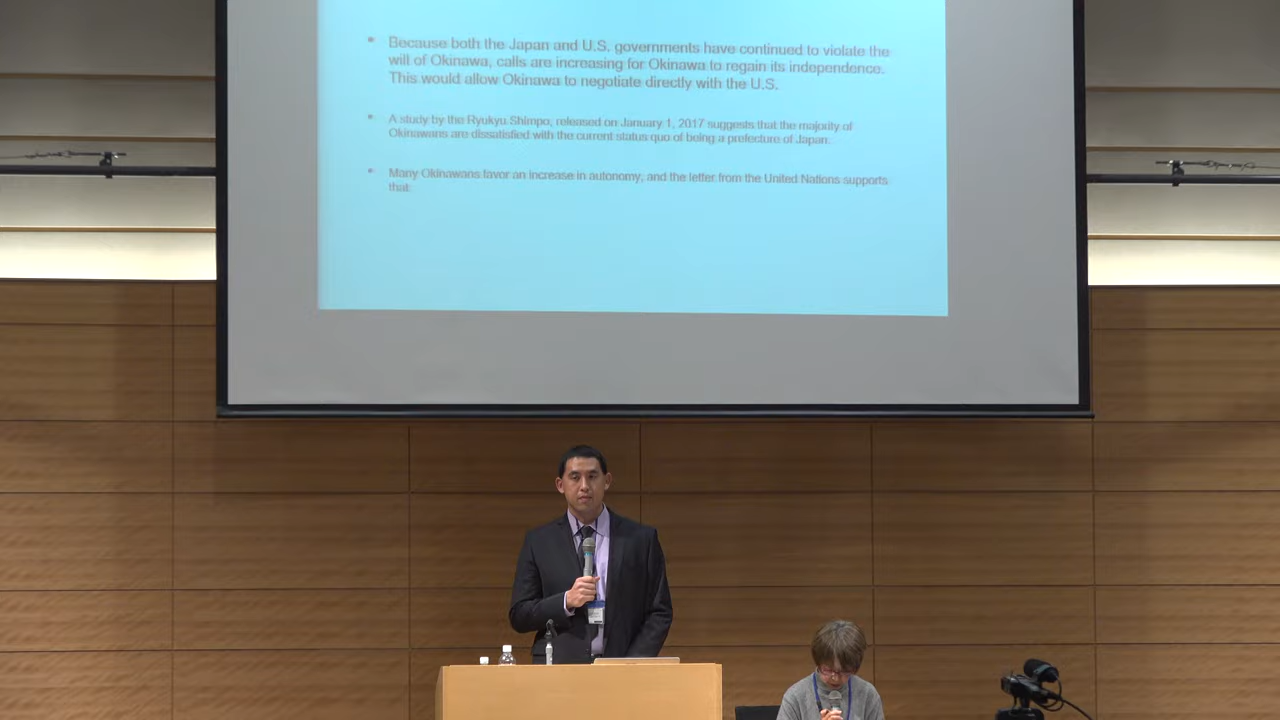 • Because both the Japan and U.S. governments have continued to violate the
will of Okinawa, calls are increasing for Okinawa to regain its independence.
This would allow Okinawa to negotiate directly with the U.S.
• A study by the Ryukyu Shimpo, released on January 1, 2017 suggests that the majority of
Okinawans are dissatisfied with the current status quo of being a prefecture of Japan.
• Many Okinawans favor an increase in autonomy, and the letter from the United Nations supports
that.